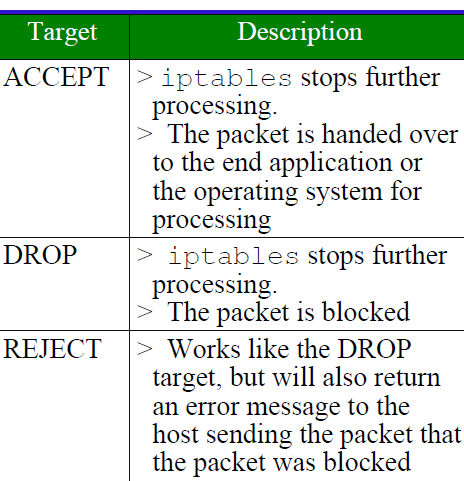 Target Description
ACCEPT > iptables stops further
processing.
> The packet is handed over
to the end application or
the operating system for
processing
DROP > iptables stops further
processing.
> The packet is blocked
REJECT > Works like the DROP
target, but will also return
an error message to the
host sending the packet that
the packet was blocked